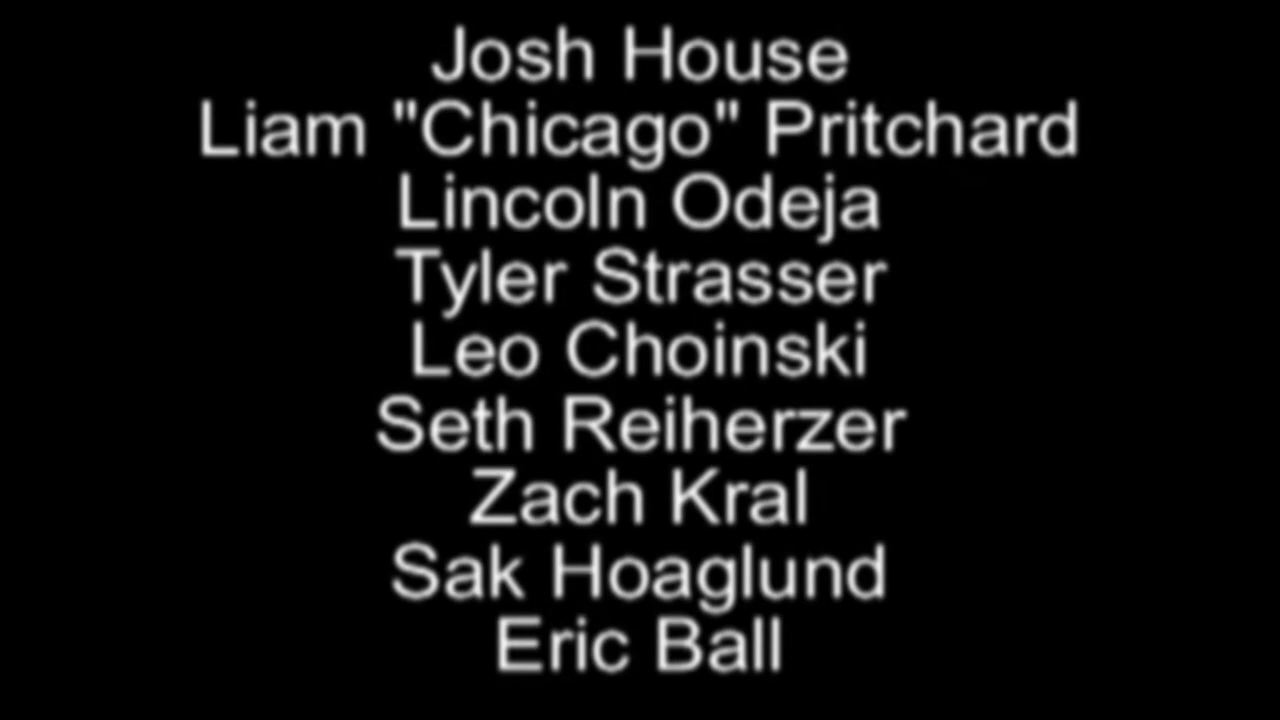 Josh House
Liam "Chicago" Pritchard
Lincoln Odeja
Tyler Strasser
Leo Choinski
Seth Reiherzer
Zach Kral
Sak Hoaglund
Eric Ball